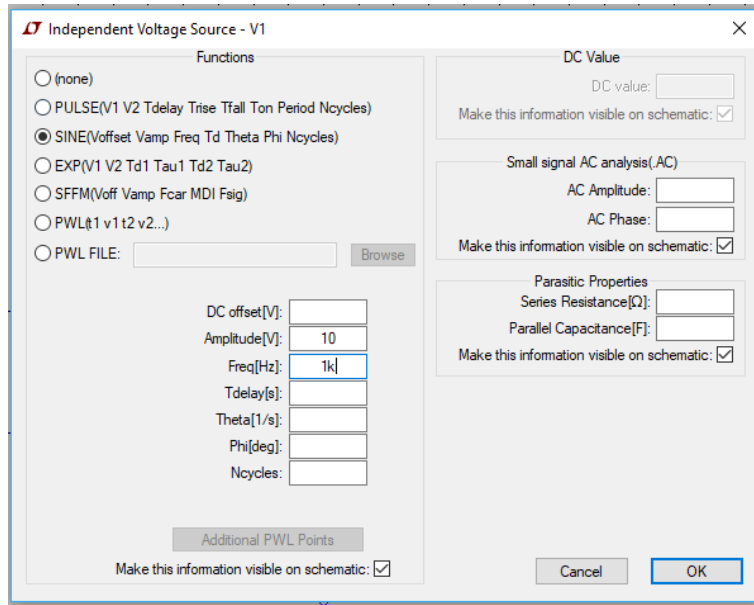 Independent Voltage Source - V1
Functions
(none)
PULSE(V1 V2 Tdelay Trise Tfall Ton Period Ncycles)
SINE(Voffset Vamp Freq Td Theta Phi Ncycles)
EXP(V1 V2 Td1 Tau1 Td2 Tau2)
SFFM(Voff Vamp Fcar MDI Fsig)
PWL(t1 v1 t2 v2...)
PWL FILE: Browse
DC offset[V]:
Amplitude[V]: 10
Freq[Hz]: 1k
Tdelay[s]:
Theta[1/s]:
Phi[deg]:
Ncycles:
Additional PWL Points
Make this information visible on schematic:
DC Value
DC value:
Make this information visible on schematic:
Small signal AC analysis(.AC)
AC Amplitude:
AC Phase:
Make this information visible on schematic:
Parasitic Properties
Series Resistance[Ω]:
Parallel Capacitance[F]:
Make this information visible on schematic:
Cancel OK